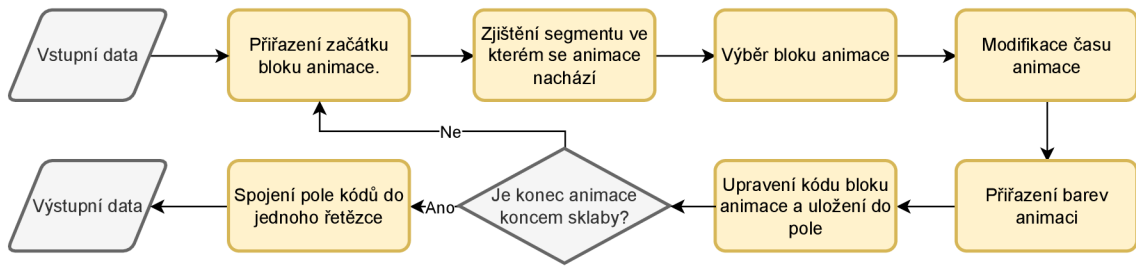 Vstupní data
Přiřazení začátku
bloku animace.
Zjištění segmentu ve
kterém se animace
nachází
Výběr bloku animace
Modifikace času
animace
Přiřazení barev
animaci
Upravení kódu bloku
animace a uložení do
pole
Je konec animace
koncem sklaby?
Ne
Ano
Spojení pole kódů do
jednoho řetězce
Výstupní data